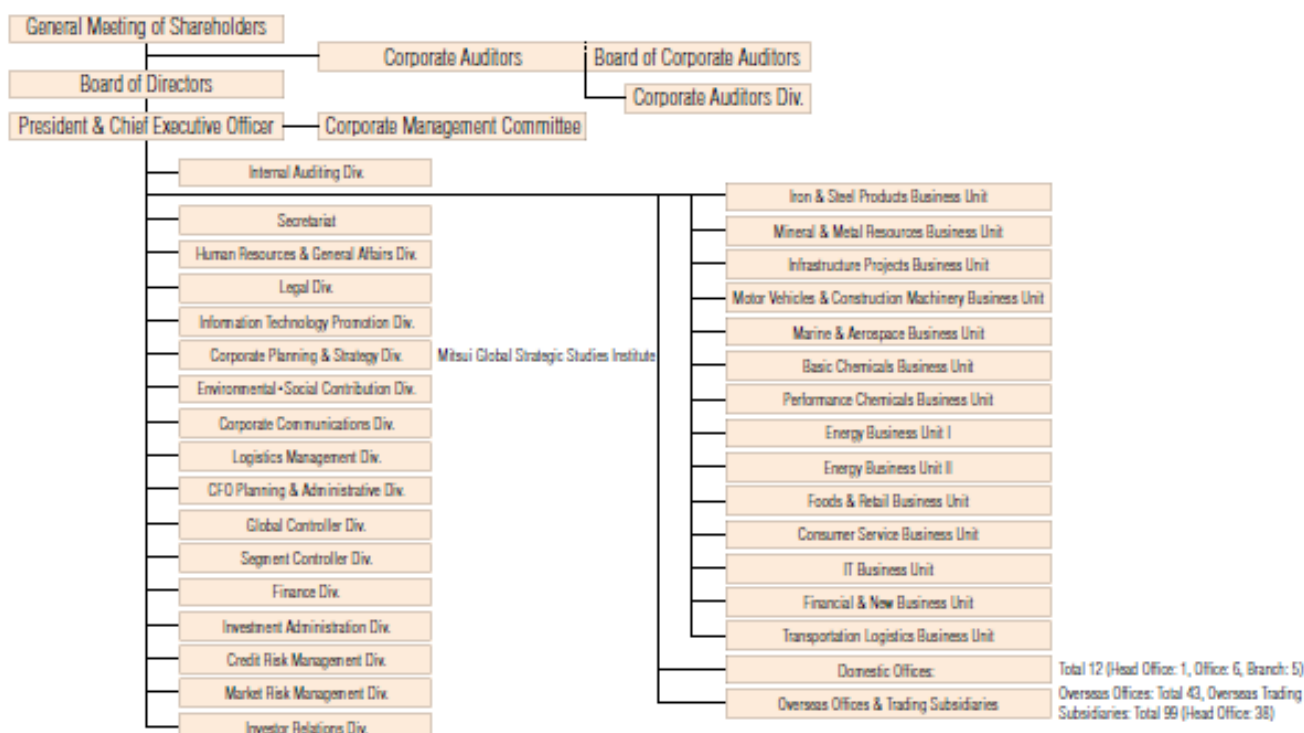 General Meeting of Shareholders
Corporate Auditors
Board of Corporate Auditors
Board of Directors
Corporate Auditors Div.
President & Chief Executive Officer
Corporate Management Committee
Internal Auditing Div.
Secretariat
Human Resources & General Affairs Div.
Legal Div.
Information Technology Promotion Div.
Corporate Planning & Strategy Div.
Mitsui Global Strategic Studies Institute
Environmental•Social Contribution Div.
Corporate Communications Div.
Logistics Management Div.
CFO Planning & Administrative Div.
Global Controller Div.
Segment Controller Div.
Finance Div.
Investment Administration Div.
Credit Risk Management Div.
Market Risk Management Div.
Investor Relations Div.
Iron & Steel Products Business Unit
Mineral & Metal Resources Business Unit
Infrastructure Projects Business Unit
Motor Vehicles & Construction Machinery Business Unit
Marine & Aerospace Business Unit
Basic Chemicals Business Unit
Performance Chemicals Business Unit
Energy Business Unit I
Energy Business Unit II
Foods & Retail Business Unit
Consumer Service Business Unit
IT Business Unit
Financial & New Business Unit
Transportation Logistics Business Unit
Domestic Offices:
Total 12 (Head Office: 1, Office: 6, Branch: 5)
Overseas Offices & Trading Subsidiaries
Overseas Offices: Total 43, Overseas Trading
Subsidiaries: Total 99 (Head Office: 38)